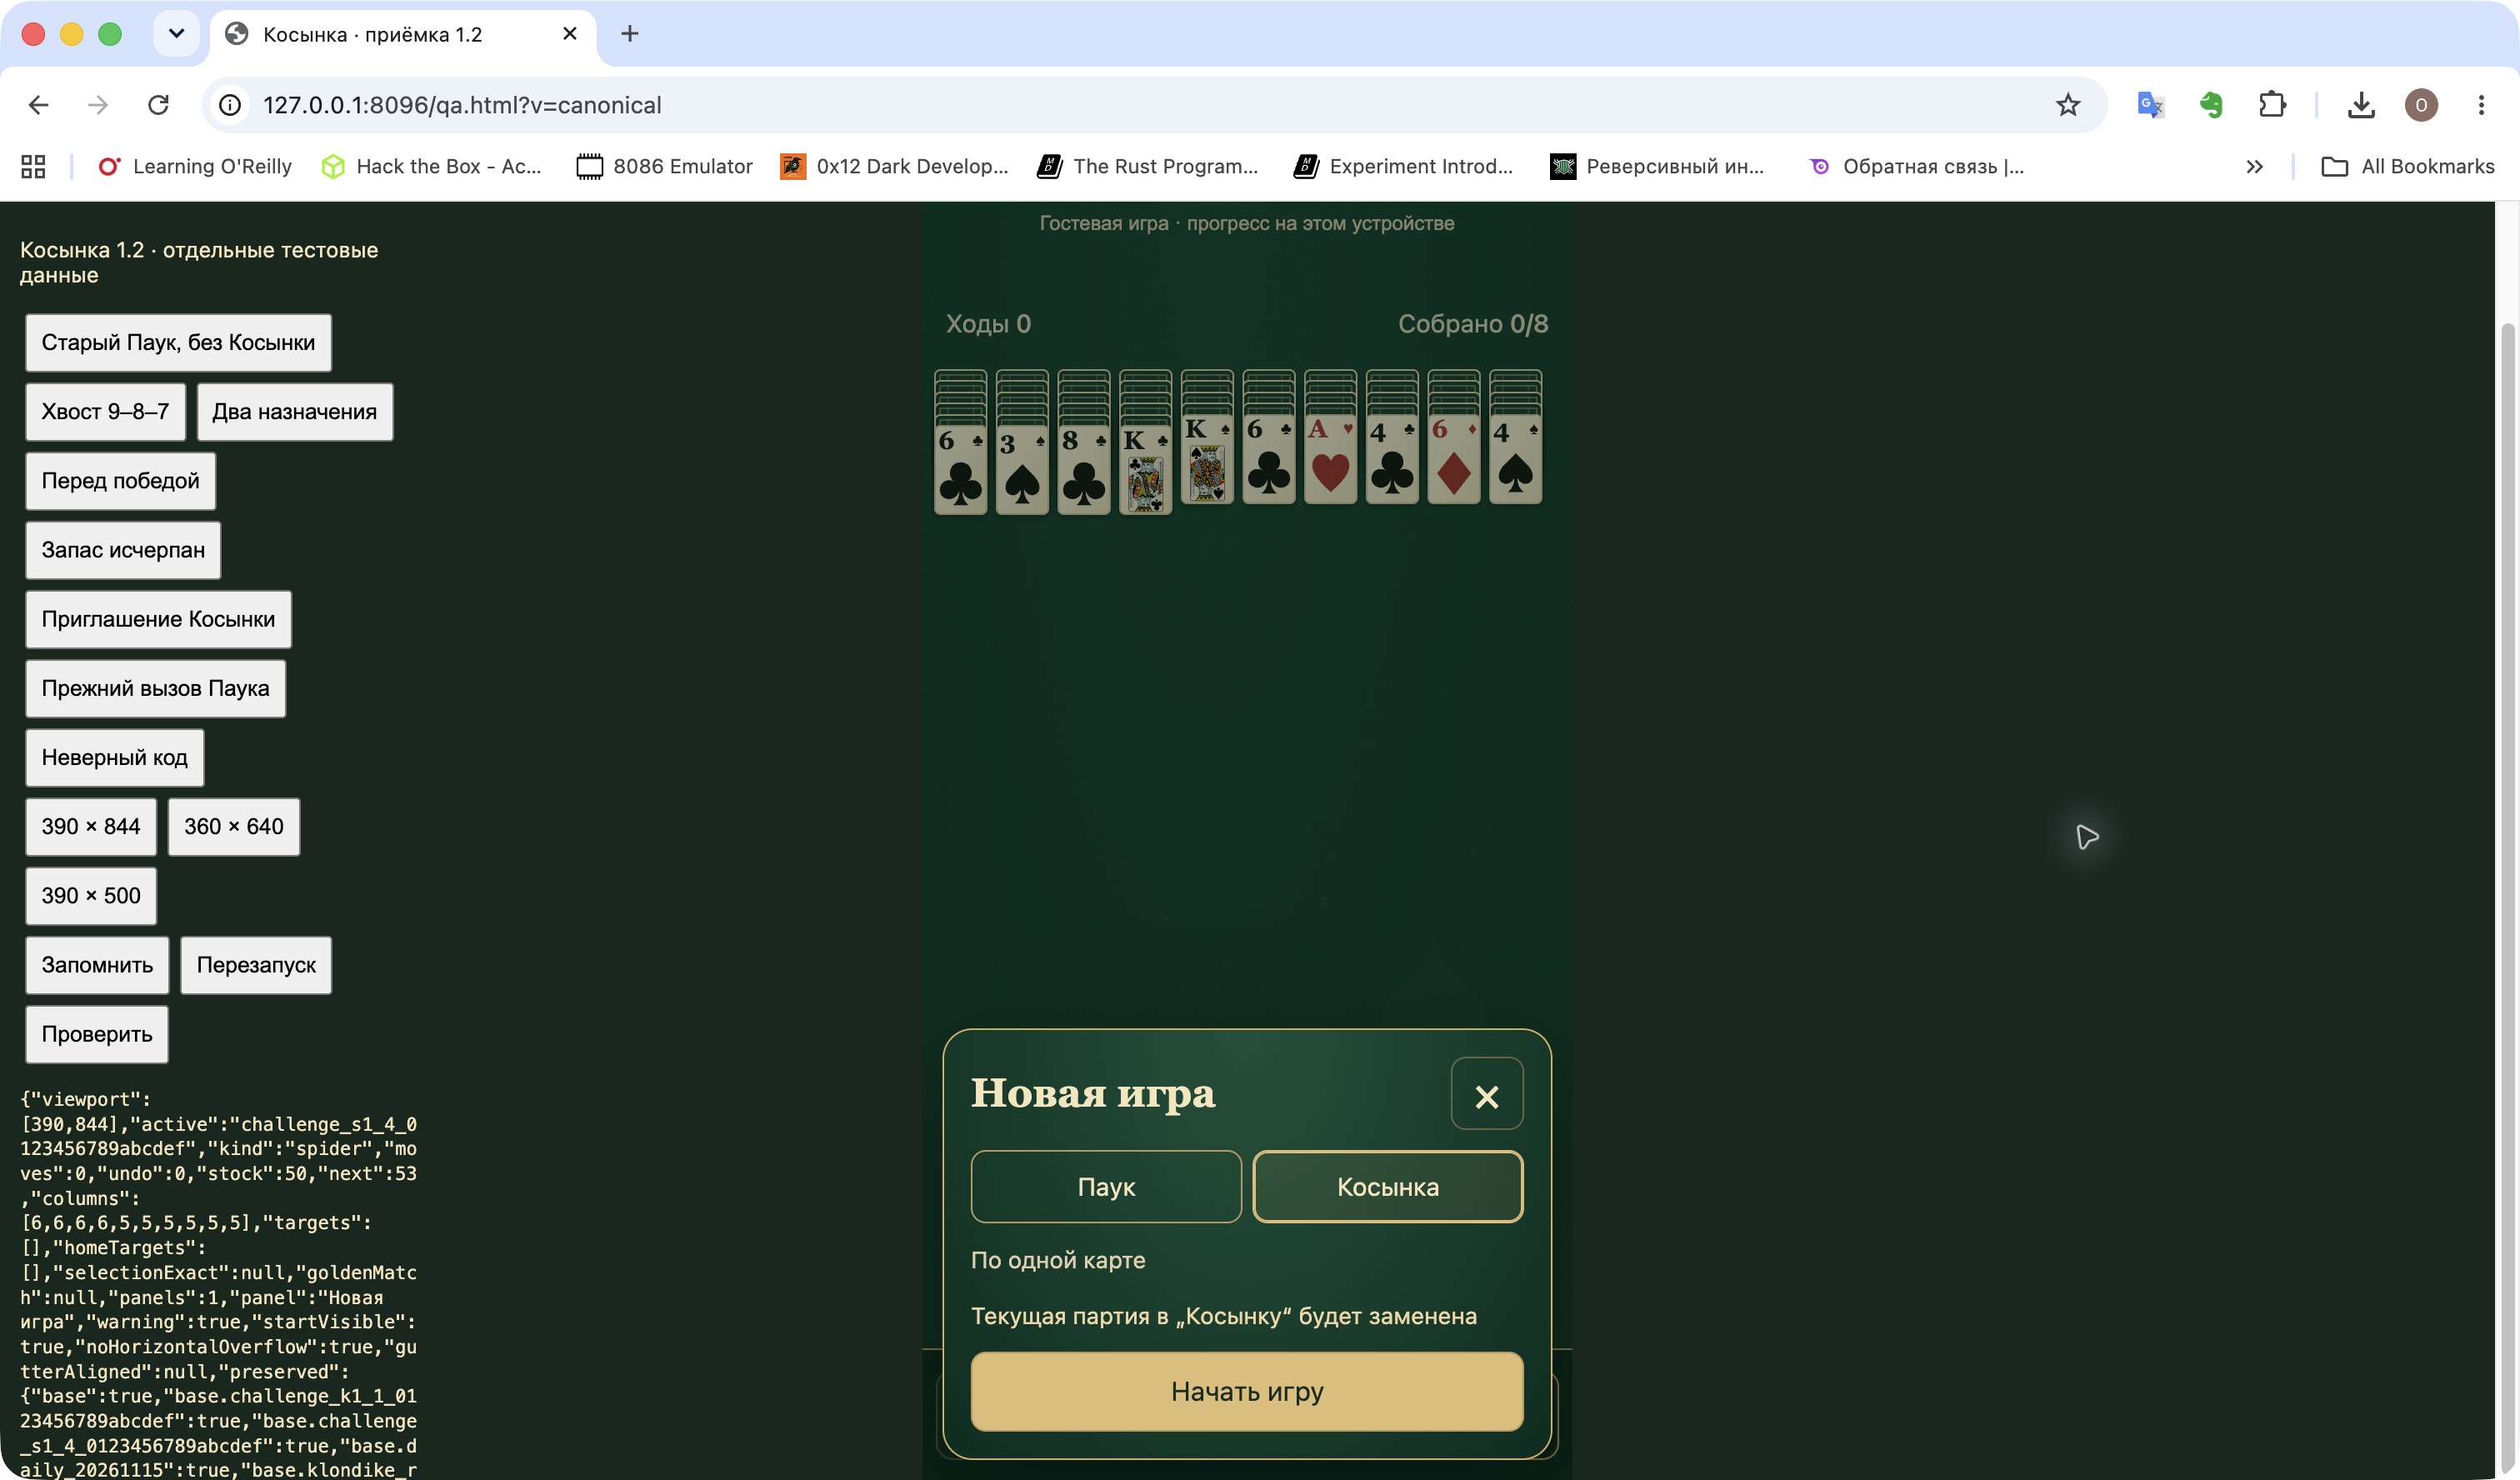 Косынка · приёмка 1.2
127.0.0.1:8096/qa.html?v=canonical
O
Learning O'Reilly
Hack the Box - Ac...
8086 Emulator
0x12 Dark Develop...
The Rust Program...
Experiment Introd...
Реверсивный ин...
Обратная связь |...
All Bookmarks
Косынка 1.2 · отдельные тестовые
данные
Старый Паук, без Косынки
Хвост 9–8–7
Два назначения
Перед победой
Запас исчерпан
Приглашение Косынки
Прежний вызов Паука
Неверный код
390 × 844
360 × 640
390 × 500
Запомнить
Перезапуск
Проверить
{"viewport":
[390,844],"active":"challenge_s1_4_0
123456789abcdef","kind":"spider","mo
ves":0,"undo":0,"stock":50,"next":53
,"columns":
[6,6,6,6,5,5,5,5,5,5],"targets":
[],"homeTargets":
[],"selectionExact":null,"goldenMatc
h":null,"panels":1,"panel":"Новая
игра","warning":true,"startVisible":
true,"noHorizontalOverflow":true,"gu
tterAligned":null,"preserved":
{"base":true,"base.challenge_k1_1_01
23456789abcdef":true,"base.challenge
_s1_4_0123456789abcdef":true,"base.d
aily_20261115":true,"base.klondike_r
Гостевая игра · прогресс на этом устройстве
Ходы 0
Собрано 0/8
6 ♣ 3 ♠ 8 ♣ K ♣ K ♠ 6 ♣ A ♥ 4 ♣ 6 ♦ 4 ♠
Новая игра
Паук
Косынка
По одной карте
Текущая партия в „Косынку“ будет заменена
Начать игру